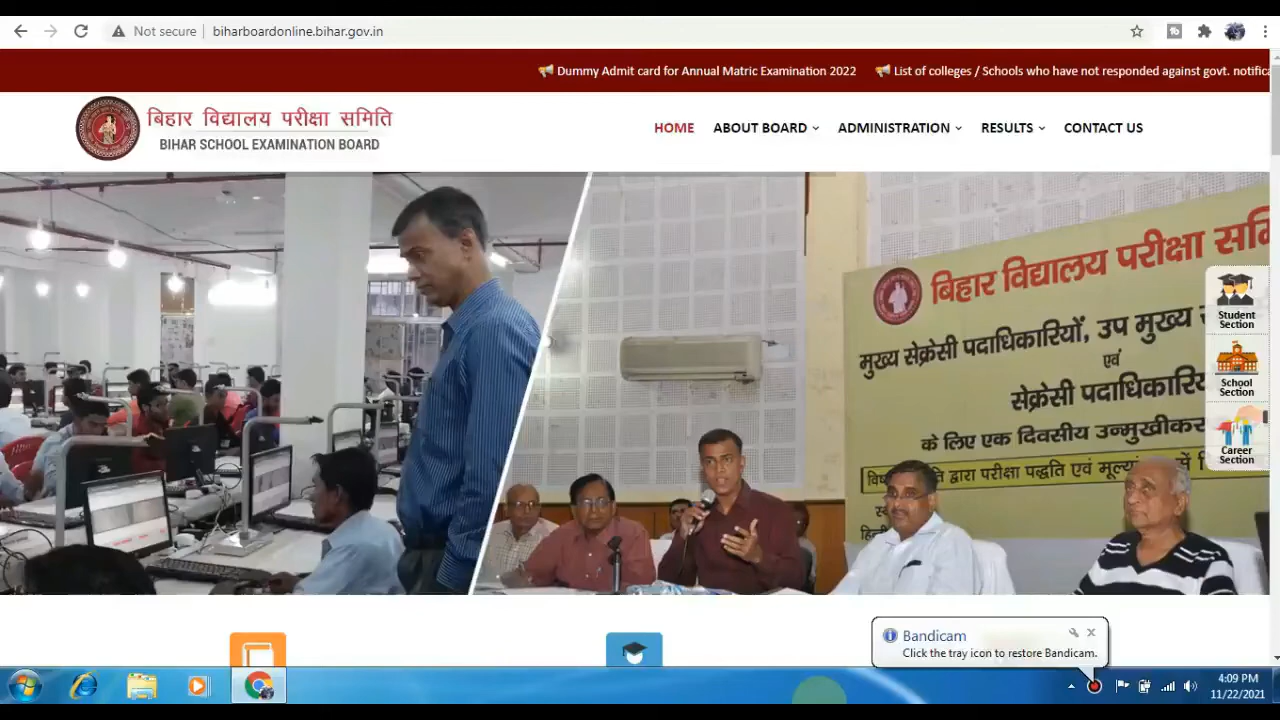 Not secure
biharboardonline.bihar.gov.in
Dummy Admit card for Annual Matric Examination 2022
List of colleges / Schools who have not responded against govt.
बिहार विद्यालय परीक्षा समिति
BIHAR SCHOOL EXAMINATION BOARD
HOME
ABOUT BOARD
ADMINISTRATION
RESULTS
CONTACT US
बिहार विद्यालय परीक्षा
मुख्य सेक्रेसी पदाधिकारियों, उप मुख्य
एवं
सेक्रेसी
के लिए एक दिवसीय
द्वारा परीक्षा पद्धति एवं
Student
Section
School
Section
Career
Section
Bandicam
Click the tray icon to restore Bandicam.
4:09 PM
11/22/2021